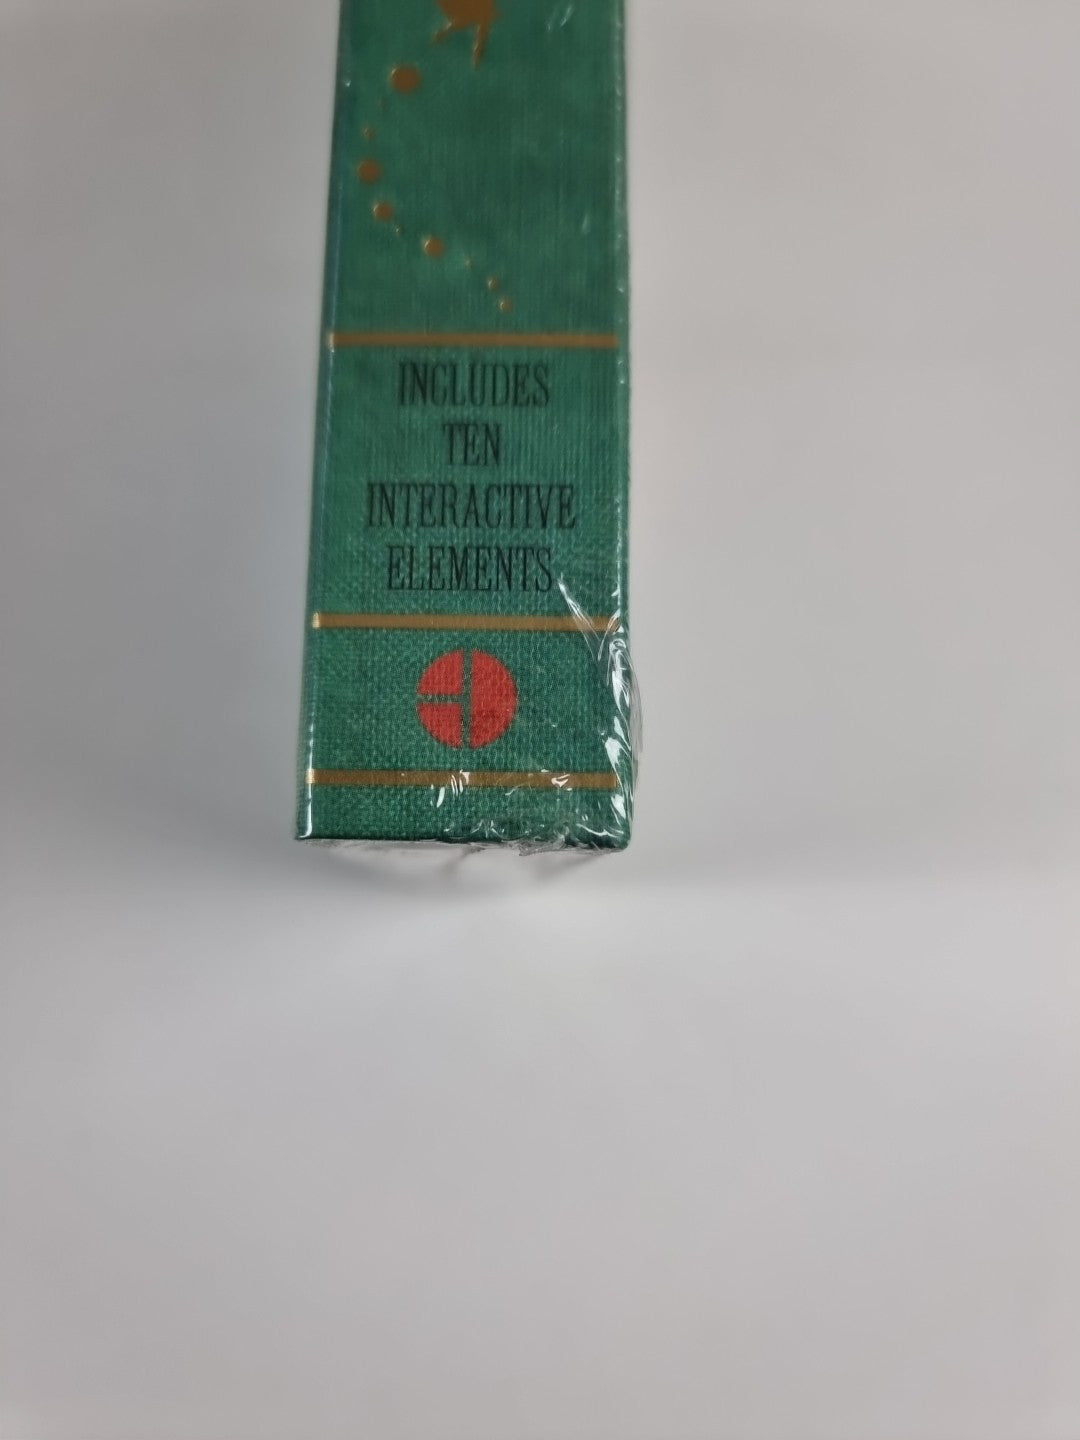 INCLUDES
TEN
INTERACTIVE
ELEMENTS